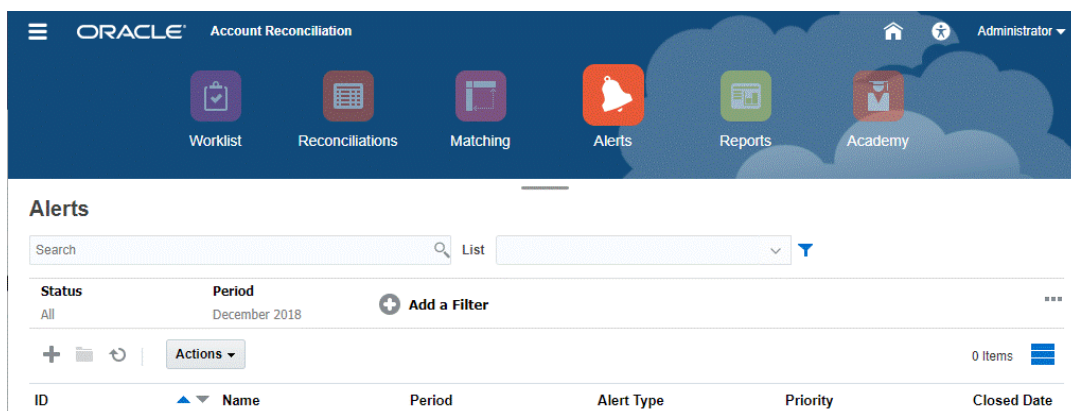 ORACLE Account Reconciliation Administrator
Worklist Reconciliations Matching Alerts Reports Academy
Alerts
Search List
Status Period
Add a Filter
All December 2018
Actions 0 Items
ID Name Period Alert Type Priority Closed Date